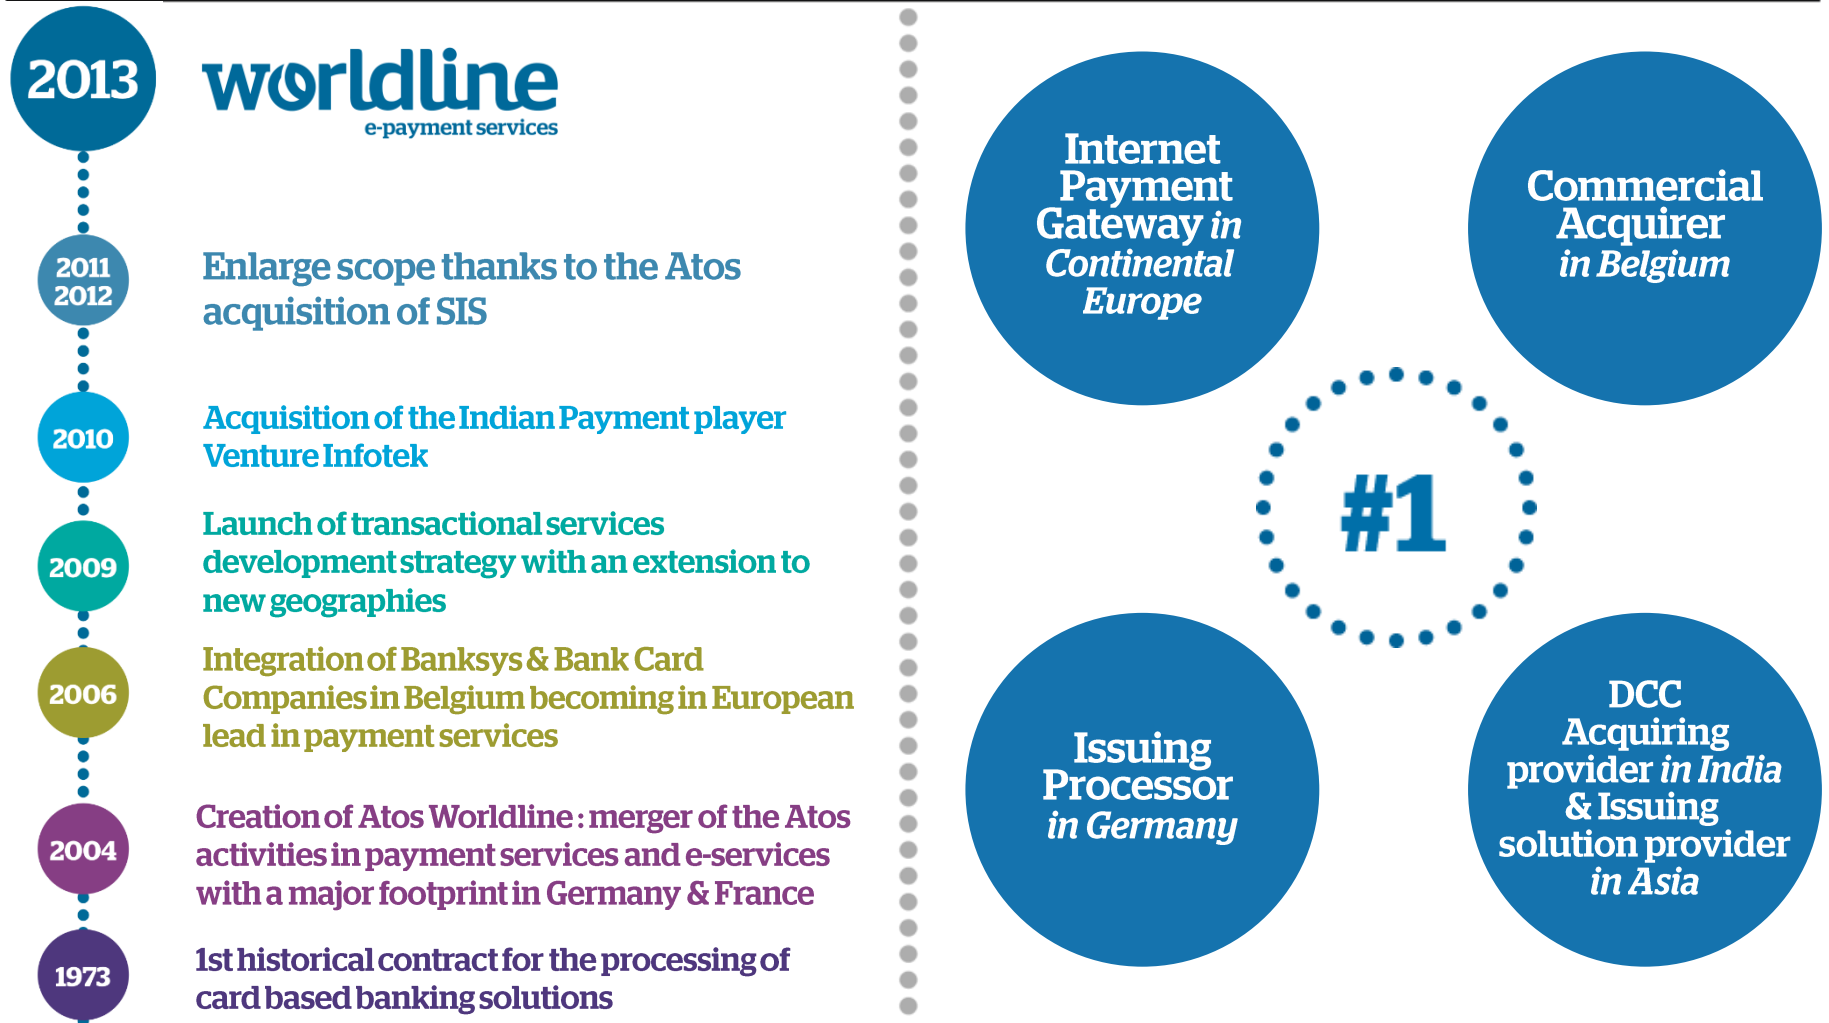 2013
worldline
e-payment services
2011
2012
Enlarge scope thanks to the Atos
acquisition of SIS
2010
Acquisition of the Indian Payment player
Venture Infotek
2009
Launch of transactional services
development strategy with an extension to
new geographies
2006
Integration of Banksys & Bank Card
Companies in Belgium becoming in European
lead in payment services
2004
Creation of Atos Worldline : merger of the Atos
activities in payment services and e-services
with a major footprint in Germany & France
1973
1st historical contract for the processing of
card based banking solutions
Internet
Payment
Gateway in
Continental
Europe
Commercial
Acquirer
in Belgium
#1
Issuing
Processor
in Germany
DCC
Acquiring
provider in India
& Issuing
solution provider
in Asia